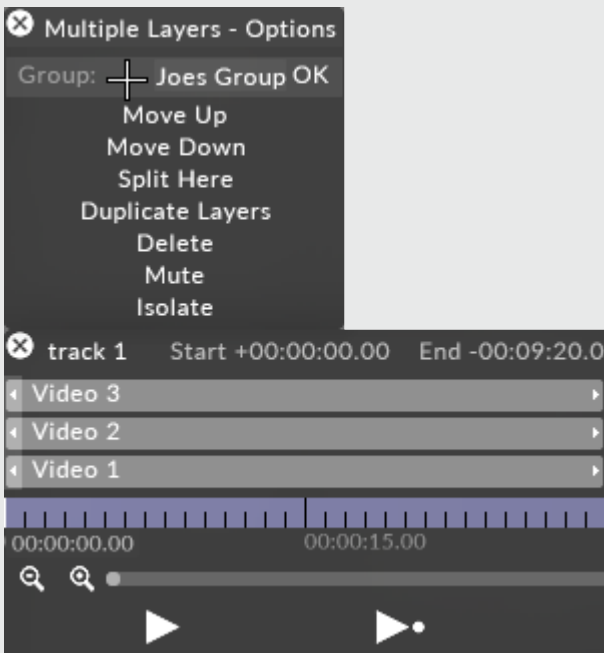 Multiple Layers - Options
Group: Joes Group OK
Move Up
Move Down
Split Here
Duplicate Layers
Delete
Mute
Isolate
track 1 Start +00:00:00.00 End -00:09:20.0
Video 3
Video 2
Video 1
00:00:00.00 00:00:15.00